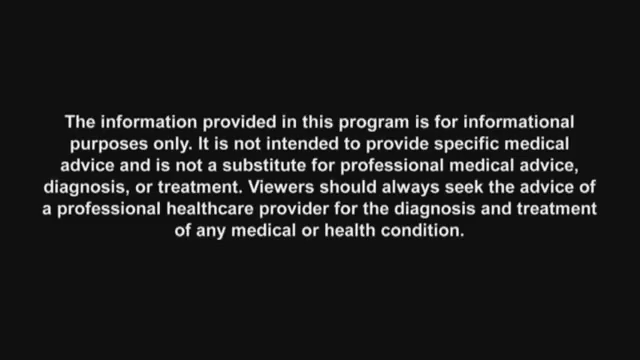 The information provided in this program is for informational
purposes only. It is not intended to provide specific medical
advice and is not a substitute for professional medical advice,
diagnosis, or treatment. Viewers should always seek the advice of
a professional healthcare provider for the diagnosis and treatment
of any medical or health condition.